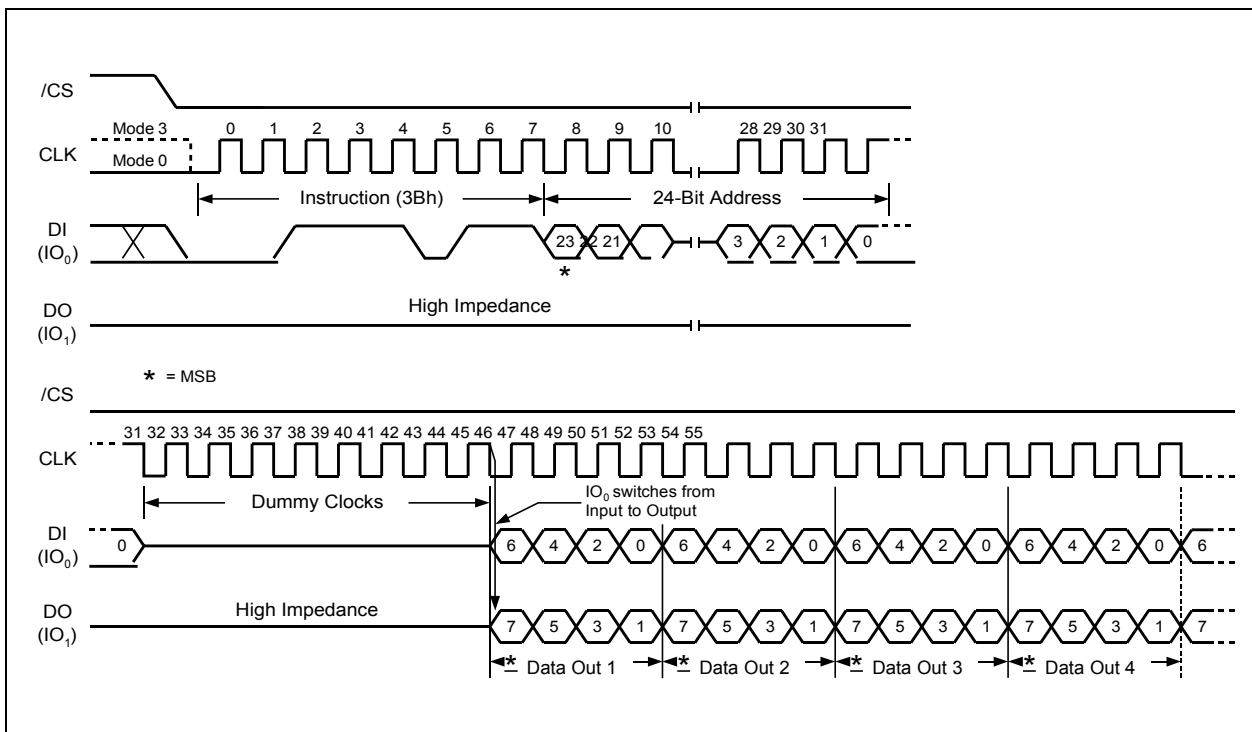 /CS
Mode 3 0 1 2 3 4 5 6 7 8 9 10 28 29 30 31
CLK
Mode 0
Instruction (3Bh) 24-Bit Address
DI
(IO₀)
23 22 21 3 2 1 0
*
High Impedance
DO
(IO₁)
* = MSB
/CS
31 32 33 34 35 36 37 38 39 40 41 42 43 44 45 46 47 48 49 50 51 52 53 54 55
CLK
Dummy Clocks
IO₀ switches from
Input to Output
DI
(IO₀)
0 6 4 2 0 6 4 2 0 6 4 2 0 6 4 2 0 6
High Impedance
DO
(IO₁)
7 5 3 1 7 5 3 1 7 5 3 1 7 5 3 1 7
* Data Out 1 * Data Out 2 * Data Out 3 * Data Out 4